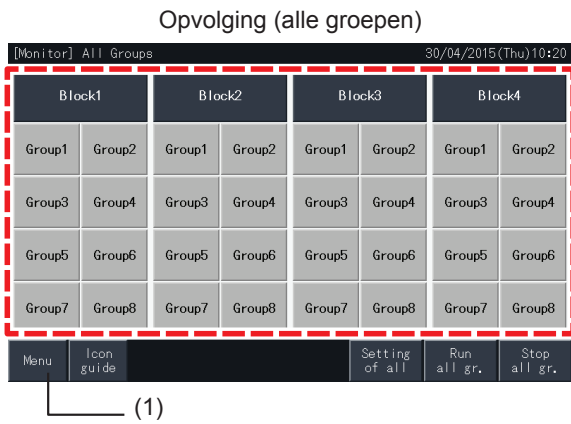 Opvolging (alle groepen)
[Monitor] All Groups 30/04/2015(Thu)10:20
Block1 Block2 Block3 Block4
Group1 Group2 Group1 Group2 Group1 Group2 Group1 Group2
Group3 Group4 Group3 Group4 Group3 Group4 Group3 Group4
Group5 Group6 Group5 Group6 Group5 Group6 Group5 Group6
Group7 Group8 Group7 Group8 Group7 Group8 Group7 Group8
Menu Icon guide Setting of all Run all gr. Stop all gr.
(1)